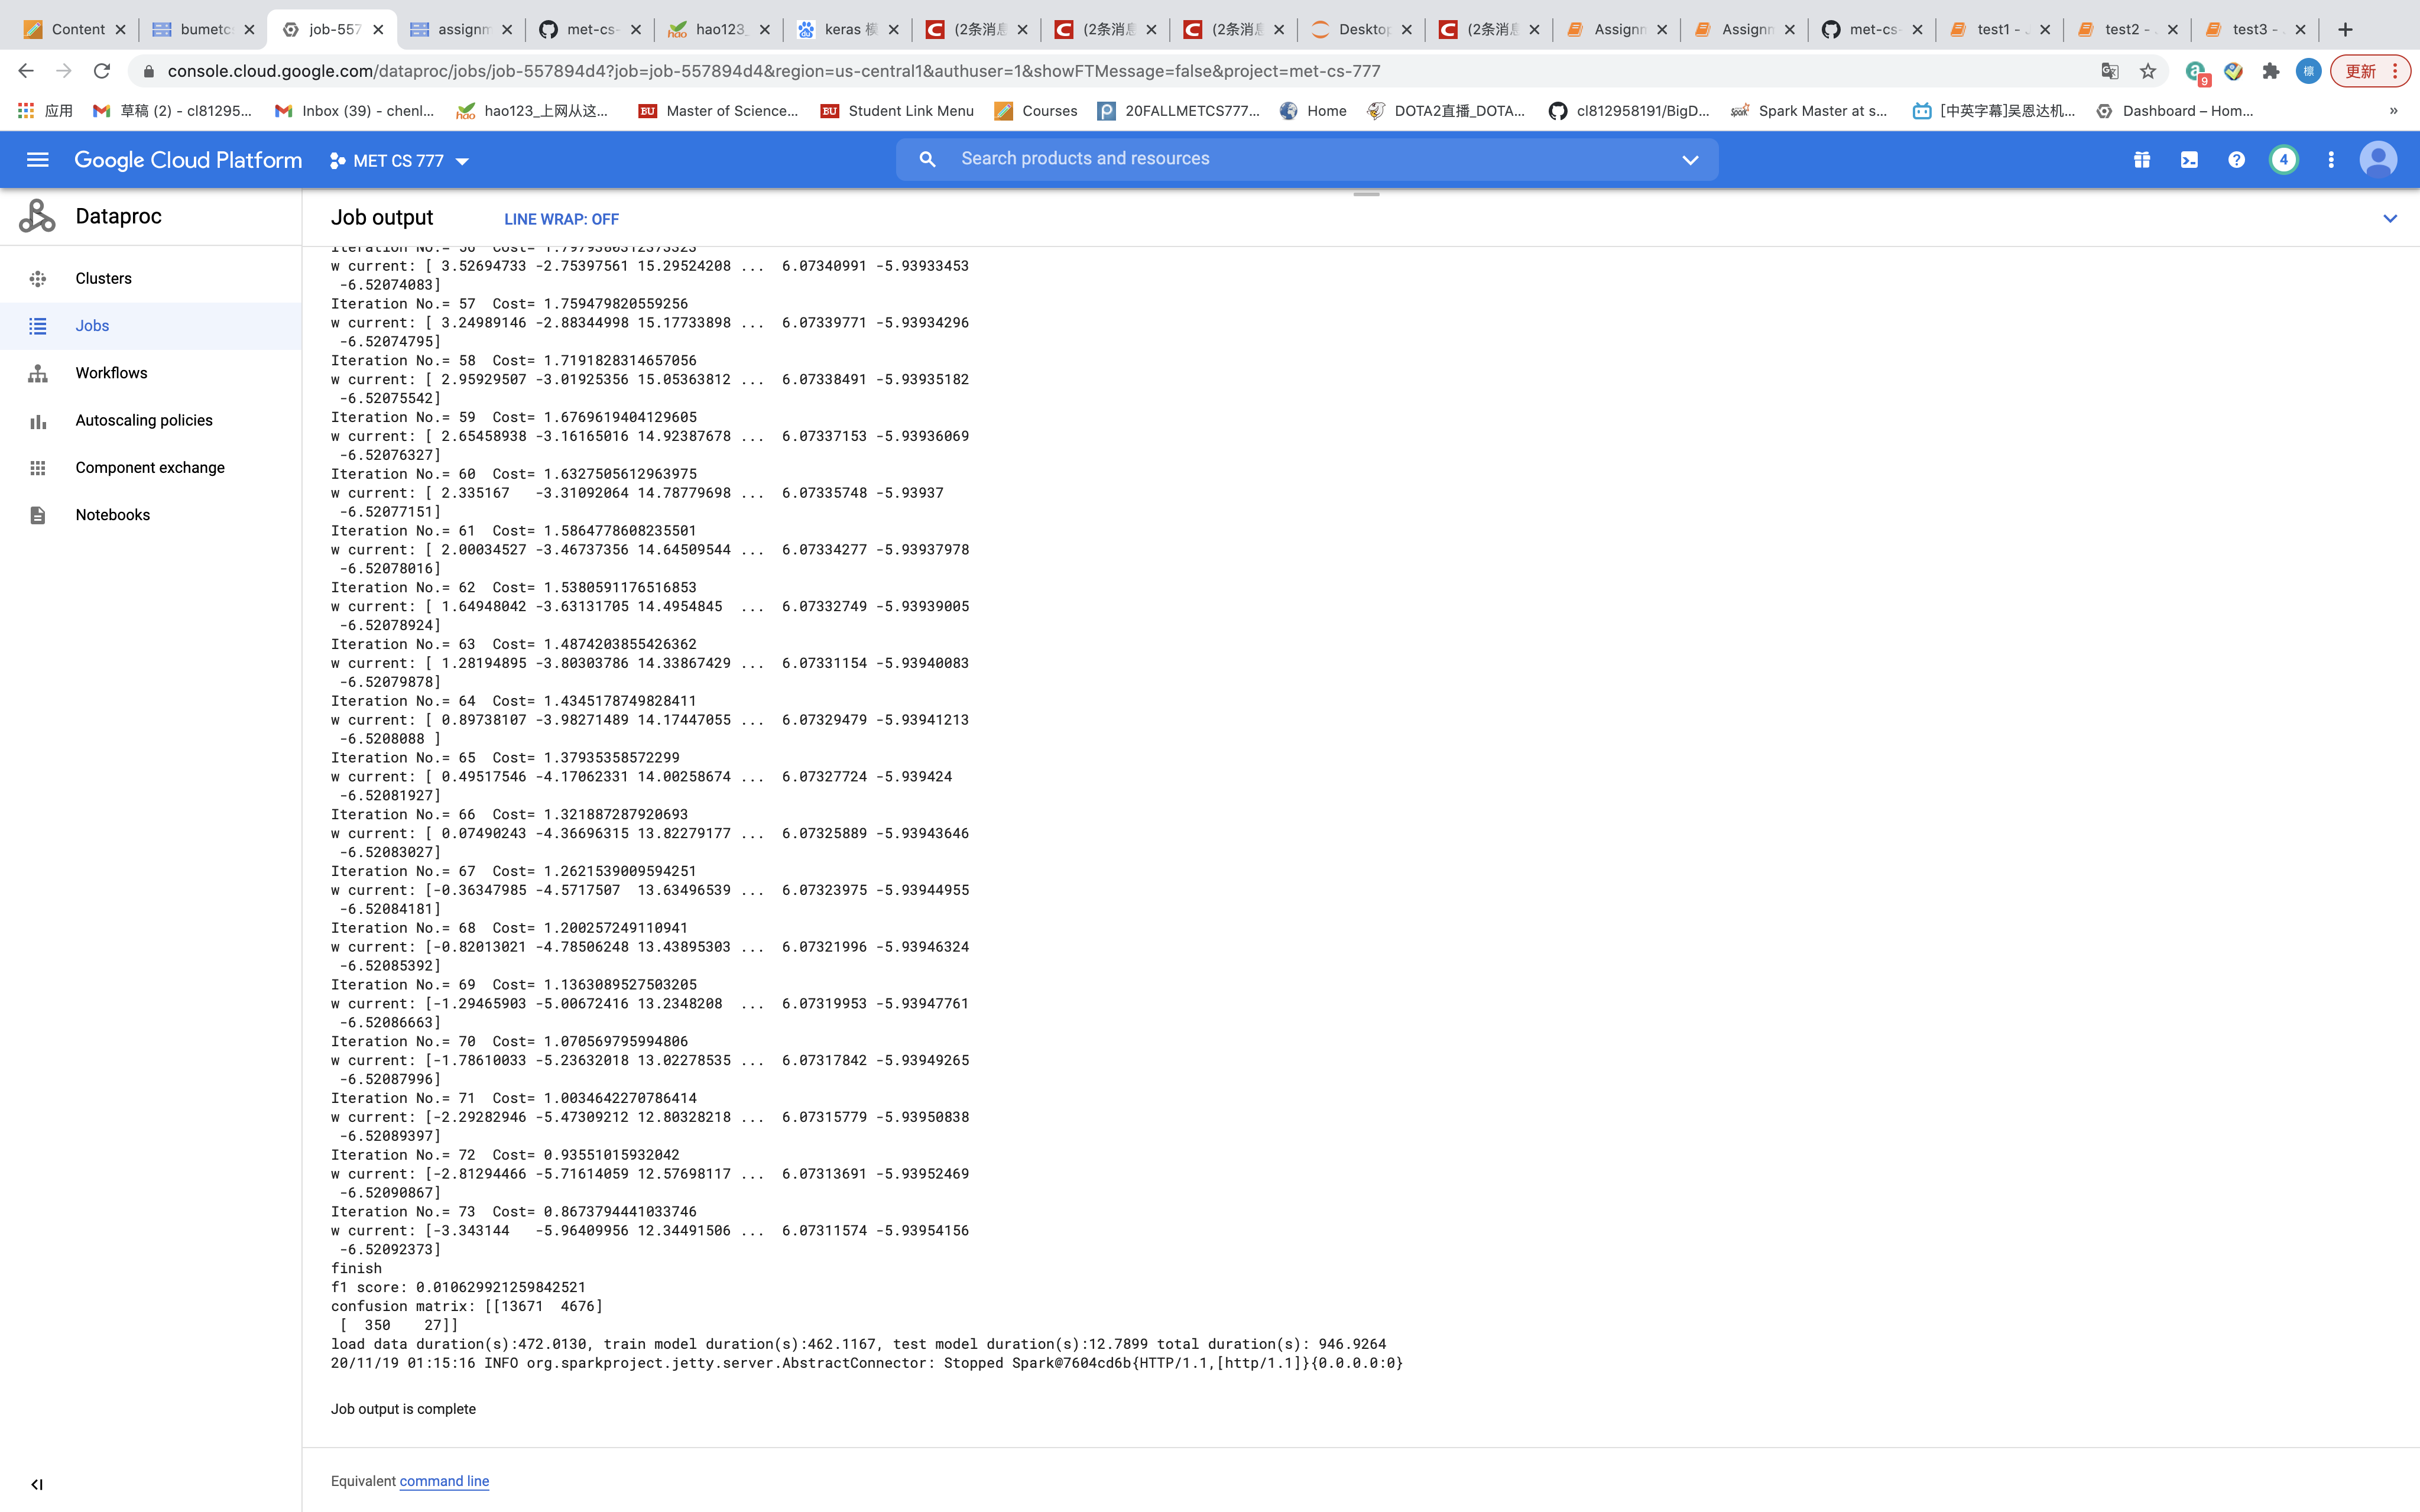 Content
bumetc
job-557
assignm
met-cs-
hao123_
keras 模
(2条消息
(2条消息
(2条消息
Desktop
(2条消息
Assignm
Assignm
met-cs-
test1 - J
test2 - .
test3 - .
console.cloud.google.com/dataproc/jobs/job-557894d4?job=job-557894d4&region=us-central1&authuser=1&showFTMessage=false&project=met-cs-777
9
更新
应用
草稿 (2) - cl81295...
Inbox (39) - chenl...
hao123_上网从这...
BU Master of Science...
BU Student Link Menu
Courses
20FALLMETCS777...
Home
DOTA2直播_DOTA...
cl812958191/BigD...
Spark Master at s...
[中英字幕]吴恩达机...
Dashboard – Hom...
»
Google Cloud Platform
MET CS 777
Search products and resources
4
Dataproc
Job output
LINE WRAP: OFF
Clusters
Jobs
Workflows
Autoscaling policies
Component exchange
Notebooks
Iteration No.= 56  Cost= 1.7979380312373323
w current: [ 3.52694733 -2.75397561 15.29524208 ...  6.07340991 -5.93933453
 -6.52074083]
Iteration No.= 57  Cost= 1.759479820559256
w current: [ 3.24989146 -2.88344998 15.17733898 ...  6.07339771 -5.93934296
 -6.52074795]
Iteration No.= 58  Cost= 1.7191828314657056
w current: [ 2.95929507 -3.01925356 15.05363812 ...  6.07338491 -5.93935182
 -6.52075542]
Iteration No.= 59  Cost= 1.6769619404129605
w current: [ 2.65458938 -3.16165016 14.92387678 ...  6.07337153 -5.93936069
 -6.52076327]
Iteration No.= 60  Cost= 1.6327505612963975
w current: [ 2.335167   -3.31092064 14.78779698 ...  6.07335748 -5.93937
 -6.52077151]
Iteration No.= 61  Cost= 1.5864778608235501
w current: [ 2.00034527 -3.46737356 14.64509544 ...  6.07334277 -5.93937978
 -6.52078016]
Iteration No.= 62  Cost= 1.5380591176516853
w current: [ 1.64948042 -3.63131705 14.4954845  ...  6.07332749 -5.93939005
 -6.52078924]
Iteration No.= 63  Cost= 1.4874203855426362
w current: [ 1.28194895 -3.80303786 14.33867429 ...  6.07331154 -5.93940083
 -6.52079878]
Iteration No.= 64  Cost= 1.4345178749828411
w current: [ 0.89738107 -3.98271489 14.17447055 ...  6.07329479 -5.93941213
 -6.5208088 ]
Iteration No.= 65  Cost= 1.37935358572299
w current: [ 0.49517546 -4.17062331 14.00258674 ...  6.07327724 -5.939424
 -6.52081927]
Iteration No.= 66  Cost= 1.321887287920693
w current: [ 0.07490243 -4.36696315 13.82279177 ...  6.07325889 -5.93943646
 -6.52083027]
Iteration No.= 67  Cost= 1.2621539009594251
w current: [-0.36347985 -4.5717507  13.63496539 ...  6.07323975 -5.93944955
 -6.52084181]
Iteration No.= 68  Cost= 1.200257249110941
w current: [-0.82013021 -4.78506248 13.43895303 ...  6.07321996 -5.93946324
 -6.52085392]
Iteration No.= 69  Cost= 1.1363089527503205
w current: [-1.29465903 -5.00672416 13.2348208  ...  6.07319953 -5.93947761
 -6.52086663]
Iteration No.= 70  Cost= 1.070569795994806
w current: [-1.78610033 -5.23632018 13.02278535 ...  6.07317842 -5.93949265
 -6.52087996]
Iteration No.= 71  Cost= 1.0034642270786414
w current: [-2.29282946 -5.47309212 12.80328218 ...  6.07315779 -5.93950838
 -6.52089397]
Iteration No.= 72  Cost= 0.93551015932042
w current: [-2.81294466 -5.71614059 12.57698117 ...  6.07313691 -5.93952469
 -6.52090867]
Iteration No.= 73  Cost= 0.8673794441033746
w current: [-3.343144   -5.96409956 12.34491506 ...  6.07311574 -5.93954156
 -6.52092373]
finish
f1 score: 0.010629921259842521
confusion matrix: [[13671  4676]
 [  350    27]]
load data duration(s):472.0130, train model duration(s):462.1167, test model duration(s):12.7899 total duration(s): 946.9264
20/11/19 01:15:16 INFO org.sparkproject.jetty.server.AbstractConnector: Stopped Spark@7604cd6b{HTTP/1.1,[http/1.1]}{0.0.0.0:0}
Job output is complete
Equivalent command line